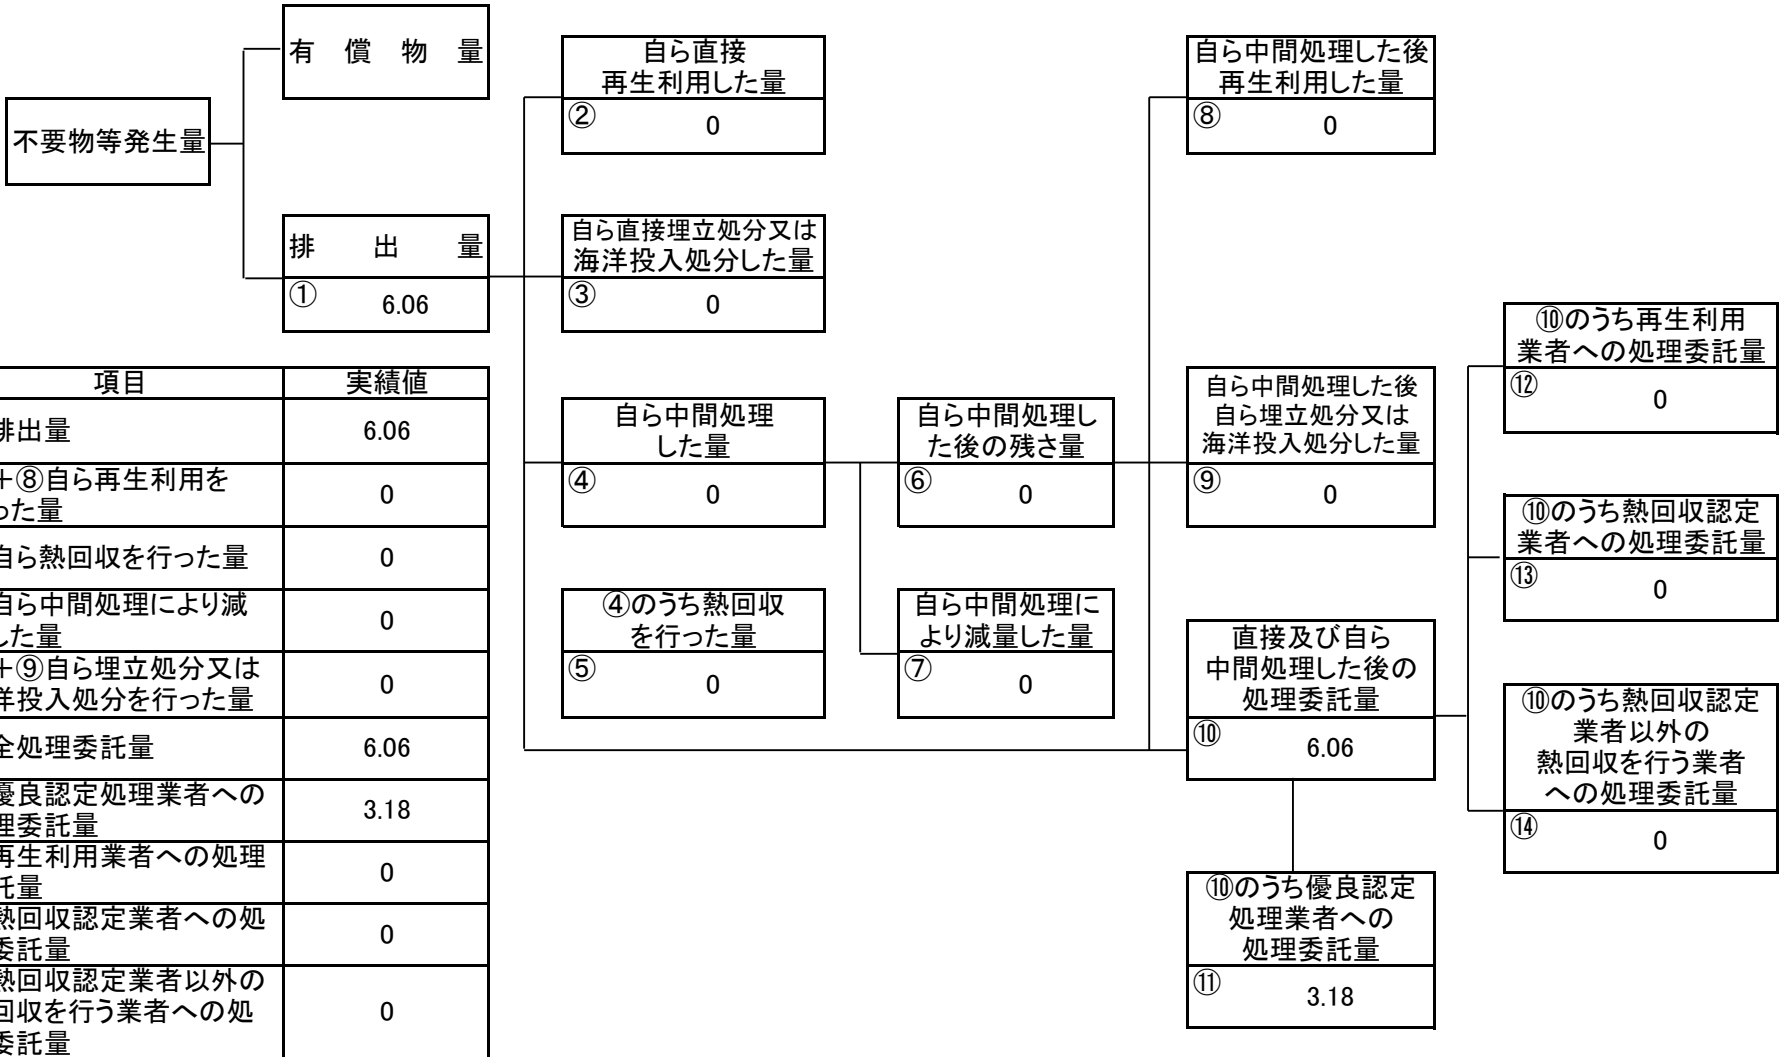 有償物量
不要物等発生量
排出量
① 6.06
自ら直接
再生利用した量
② 0
自ら直接埋立処分又は
海洋投入処分した量
③ 0
自ら中間処理
した量
④ 0
④のうち熱回収
を行った量
⑤ 0
自ら中間処理し
た後の残さ量
⑥ 0
自ら中間処理に
より減量した量
⑦ 0
自ら中間処理した後
再生利用した量
⑧ 0
自ら中間処理した後
自ら埋立処分又は
海洋投入処分した量
⑨ 0
直接及び自ら
中間処理した後の
処理委託量
⑩ 6.06
⑩のうち優良認定
処理業者への
処理委託量
⑪ 3.18
⑩のうち再生利用
業者への処理委託量
⑫ 0
⑩のうち熱回収認定
業者への処理委託量
⑬ 0
⑩のうち熱回収認定
業者以外の
熱回収を行う業者
への処理委託量
⑭ 0
項目 実績値
排出量 6.06
+⑧自ら再生利用を
った量 0
自ら熱回収を行った量 0
自ら中間処理により減
した量 0
+⑨自ら埋立処分又は
洋投入処分を行った量 0
全処理委託量 6.06
優良認定処理業者への
理委託量 3.18
再生利用業者への処理
託量 0
熱回収認定業者への処
委託量 0
熱回収認定業者以外の
回収を行う業者への処
委託量 0